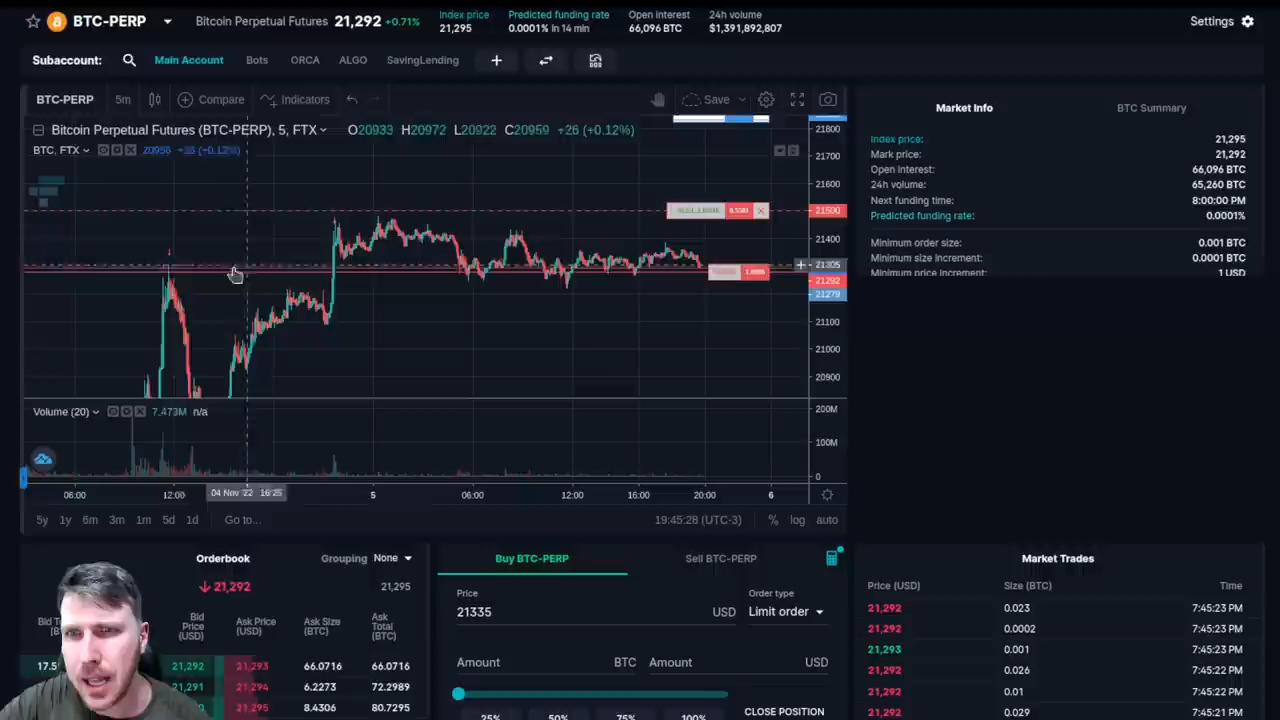 BTC-PERP
Bitcoin Perpetual Futures 21,292 +0.71%
Index price
21,295
Predicted funding rate
0.0001% in 14 min
Open interest
66,096 BTC
24h volume
$1,391,892,807
Settings
Subaccount: Main Account Bots ORCA ALGO SavingLending
BTC-PERP 5m Compare Indicators Save
Bitcoin Perpetual Futures (BTC-PERP), 5, FTX O20933 H20972 L20922 C20959 +26 (+0.12%)
BTC, FTX
21800
21700
21600
21500
21400
21305
21292
21279
21100
21000
20900
Volume (20) 7.473M n/a
200M
100M
0
06:00 12:00 04 Nov '22 16:25 5 06:00 12:00 16:00 20:00 6
5y 1y 6m 3m 1m 5d 1d Go to... 19:45:28 (UTC-3) % log auto
Market Info BTC Summary
Index price: 21,295
Mark price: 21,292
Open interest: 66,096 BTC
24h volume: 65,260 BTC
Next funding time: 8:00:00 PM
Predicted funding rate: 0.0001%
Minimum order size: 0.001 BTC
Minimum size increment: 0.0001 BTC
Minimum price increment: 1 USD
Orderbook Grouping None
21,292 21,295
Bid Price (USD) Ask Price (USD) Ask Size (BTC) Ask Total (BTC)
17.5 21,292 21,293 66.0716 66.0716
21,291 21,294 6.2273 72.2989
21,295 8.4306 80.7295
Buy BTC-PERP Sell BTC-PERP
Price Order type
21335 USD Limit order
Amount BTC Amount USD
25% 50% 75% 100% CLOSE POSITION
Market Trades
Price (USD) Size (BTC) Time
21,292 0.023 7:45:23 PM
21,292 0.0002 7:45:23 PM
21,293 0.001 7:45:23 PM
21,292 0.026 7:45:22 PM
21,292 0.01 7:45:22 PM
21,292 0.029 7:45:21 PM